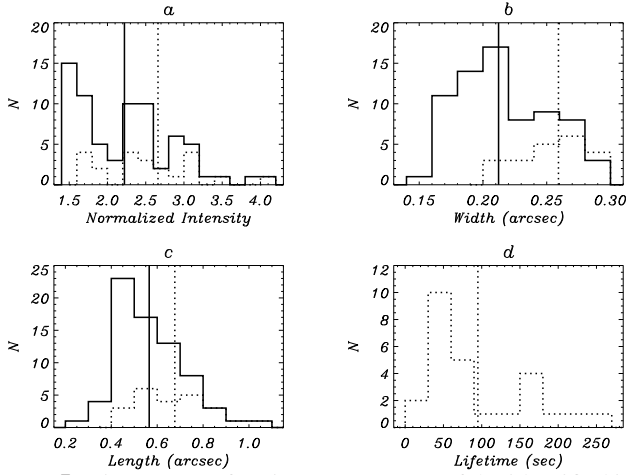 a
20
15
10
5
0
N
1.5 2.0 2.5 3.0 3.5 4.0
Normalized Intensity
b
20
15
10
5
0
N
0.15 0.20 0.25 0.30
Width (arcsec)
c
25
20
15
10
5
0
N
0.2 0.4 0.6 0.8 1.0
Length (arcsec)
d
12
10
8
6
4
2
0
N
0 50 100 150 200 250
Lifetime (sec)